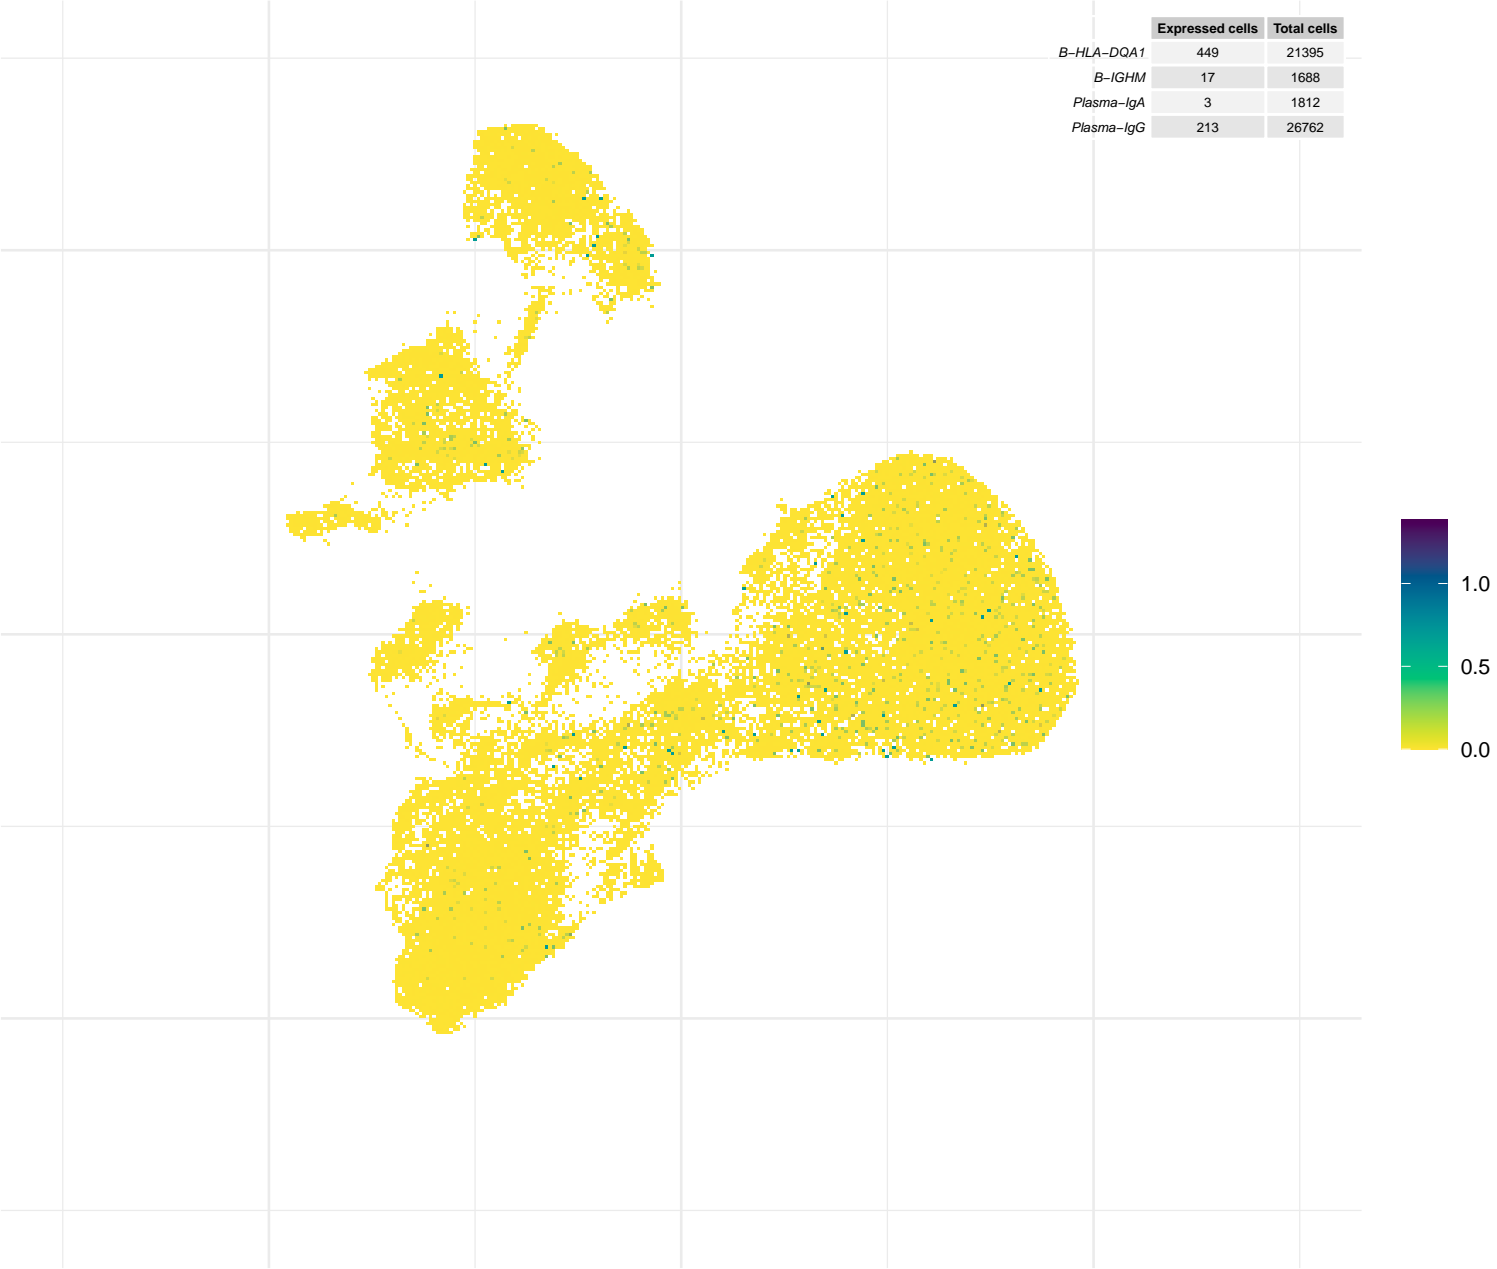 Expressed cells Total cells
B−HLA−DQA1 449 21395
B−IGHM 17 1688
Plasma−IgA 3 1812
Plasma−IgG 213 26762
1.0
0.5
0.0